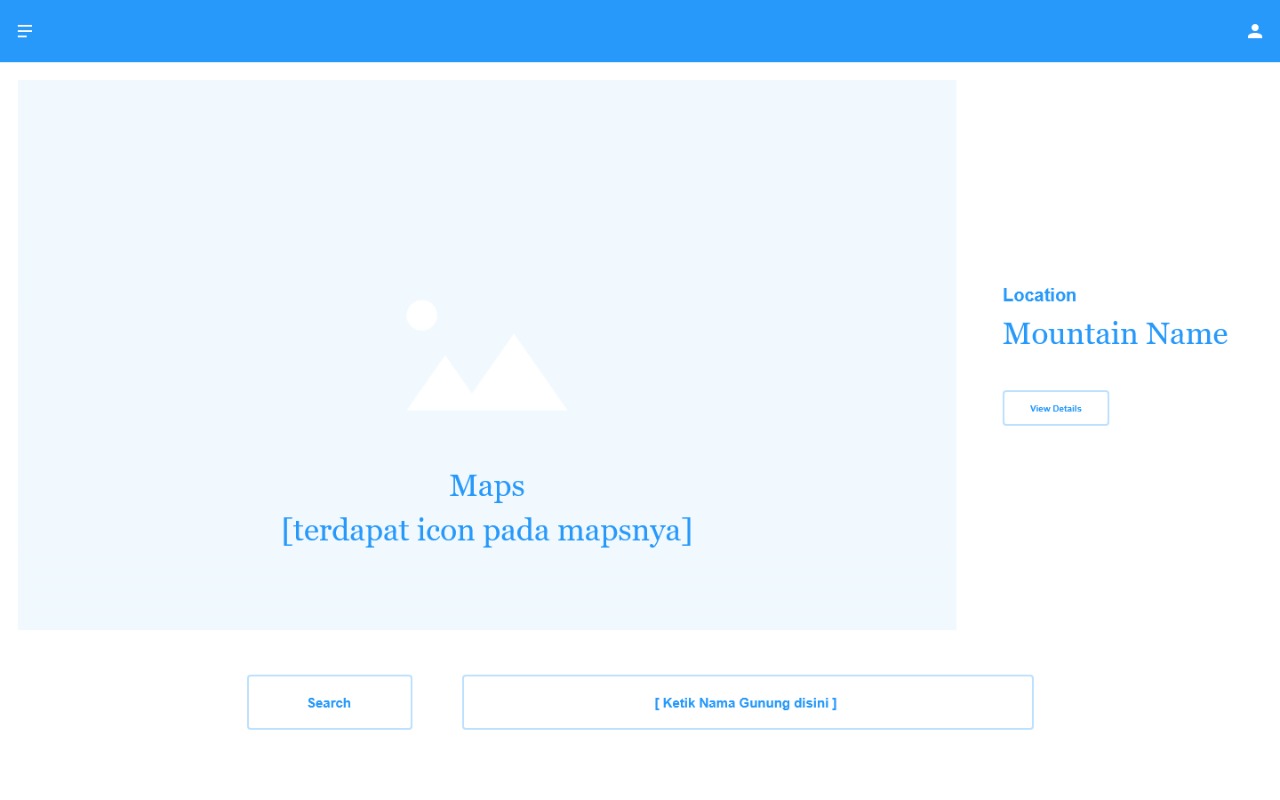 Location
Mountain Name
View Details
Maps
[terdapat icon pada mapsnya]
Search
[ Ketik Nama Gunung disini ]